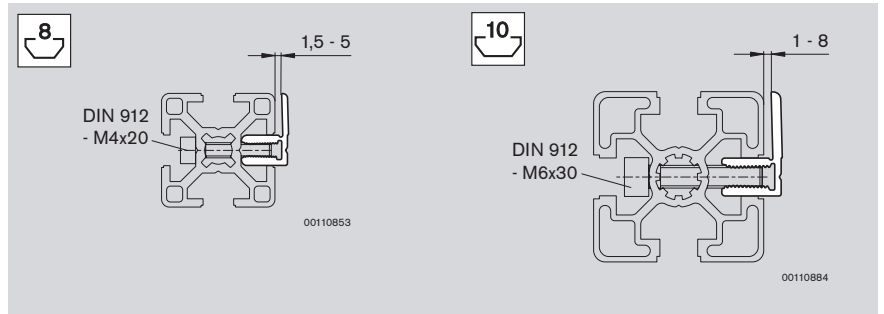 8
1,5 - 5
DIN 912
- M4x20
00110853
10
1 - 8
DIN 912
- M6x30
00110884